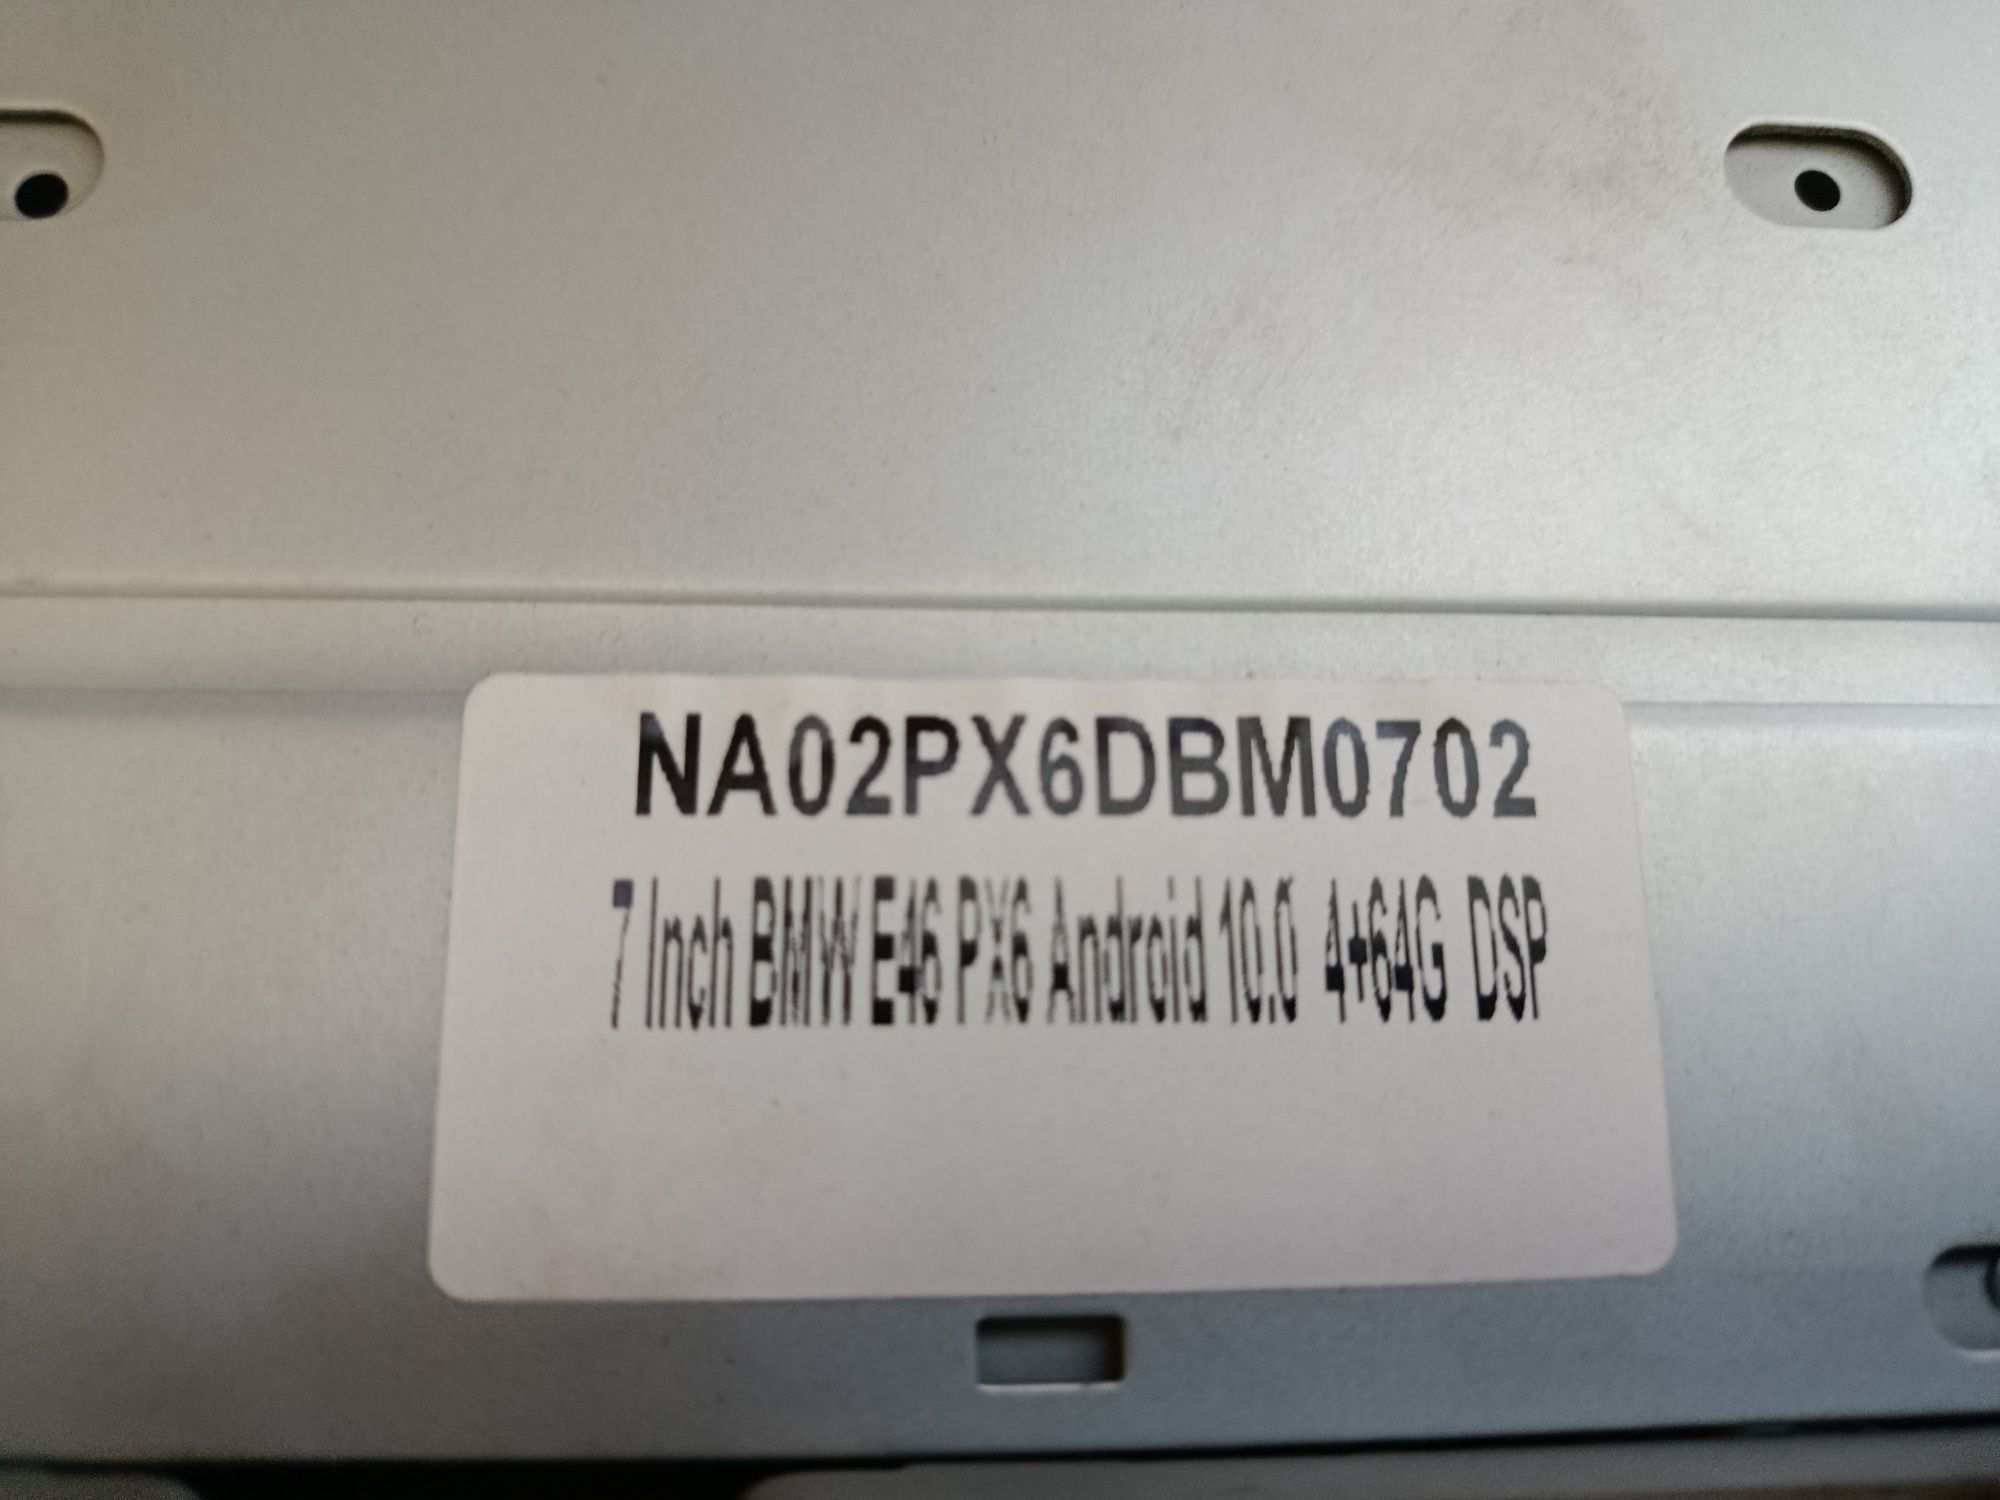 NA02PX6DBM0702
7 Inch BMW E46 PX6 Android 10.0 4+64G DSP